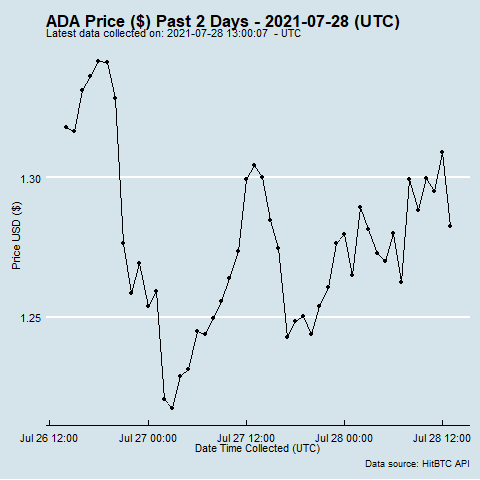 ADA Price ($) Past 2 Days - 2021-07-28 (UTC)
Latest data collected on: 2021-07-28 13:00:07  - UTC
1.30
Price USD ($)
1.25
Jul 26 12:00 Jul 27 00:00 Jul 27 12:00 Jul 28 00:00 Jul 28 12:00
Date Time Collected (UTC)
Data source: HitBTC API